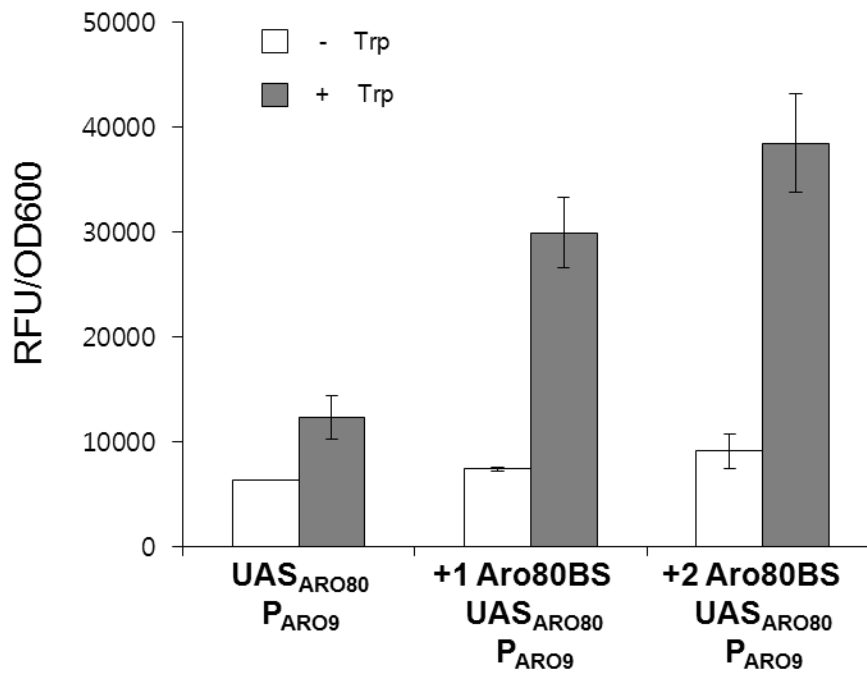 50000
- Trp
+ Trp
40000
30000
20000
10000
0
RFU/OD600
UASARO80
PARO9
+1 Aro80BS
UASARO80
PARO9
+2 Aro80BS
UASARO80
PARO9